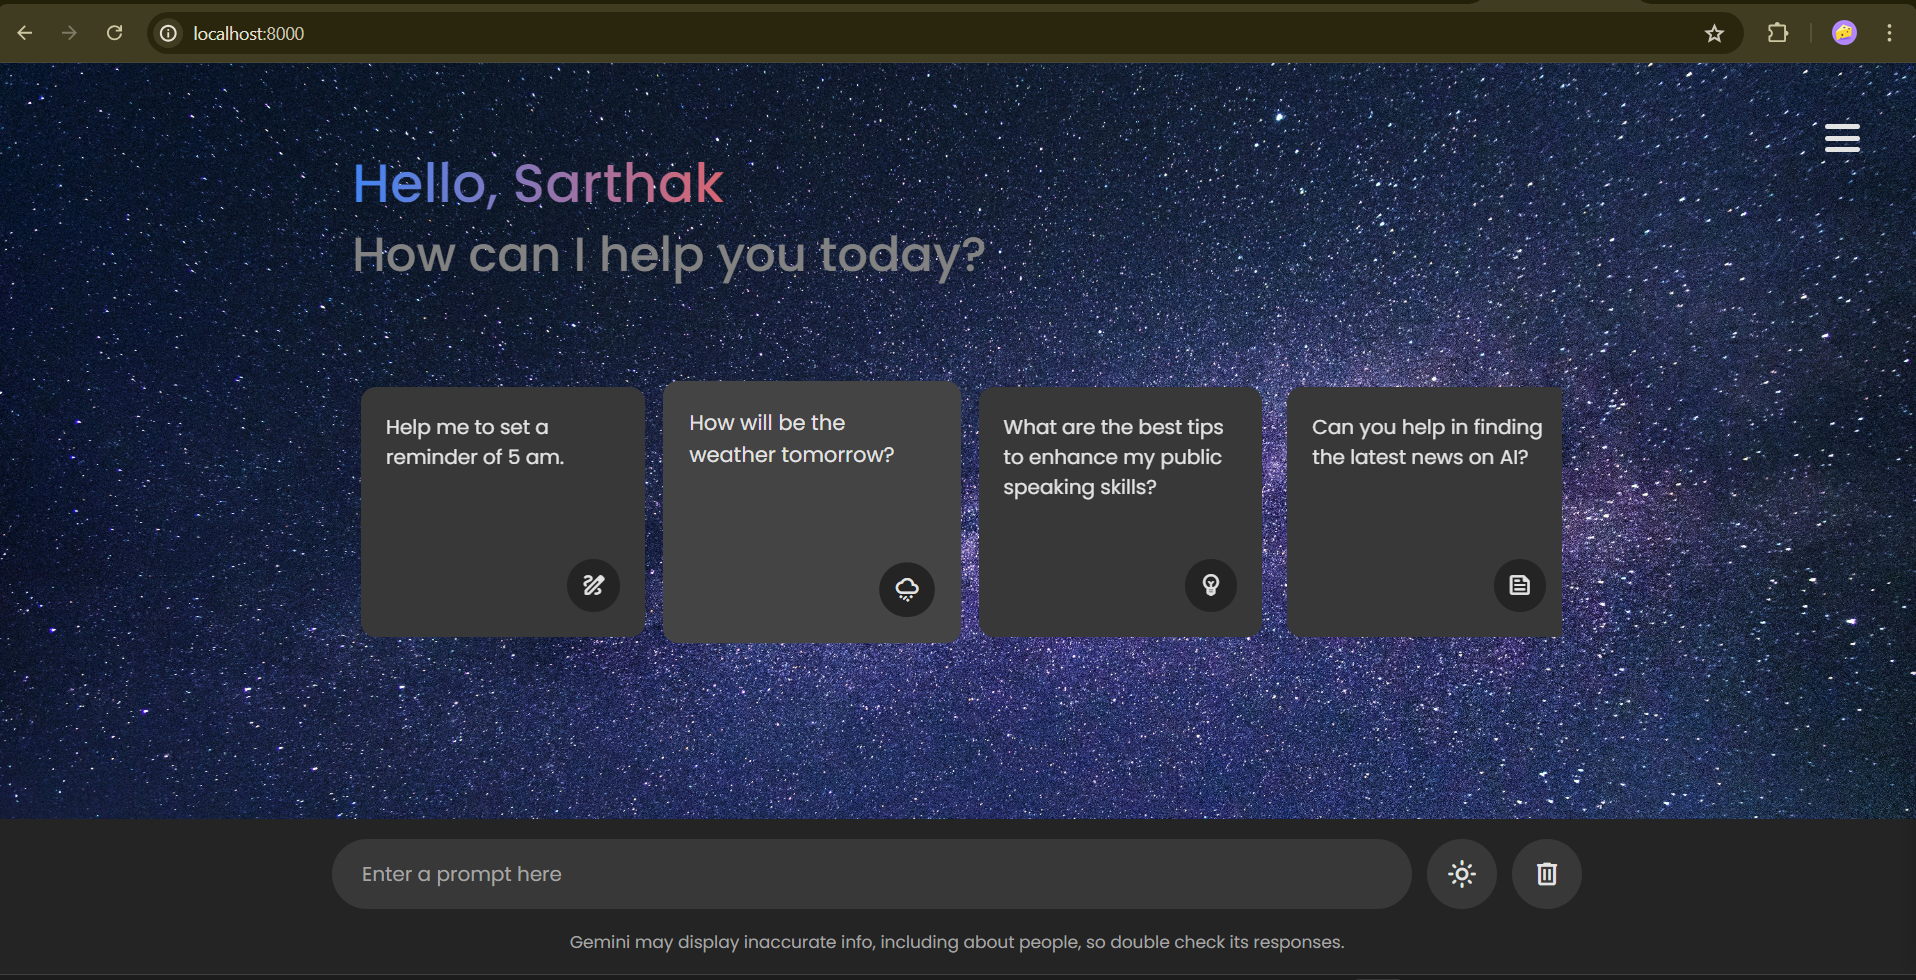 localhost:8000
Hello, Sarthak
How can I help you today?
Help me to set a
reminder of 5 am.
How will be the
weather tomorrow?
What are the best tips
to enhance my public
speaking skills?
Can you help in finding
the latest news on AI?
Enter a prompt here
Gemini may display inaccurate info, including about people, so double check its responses.